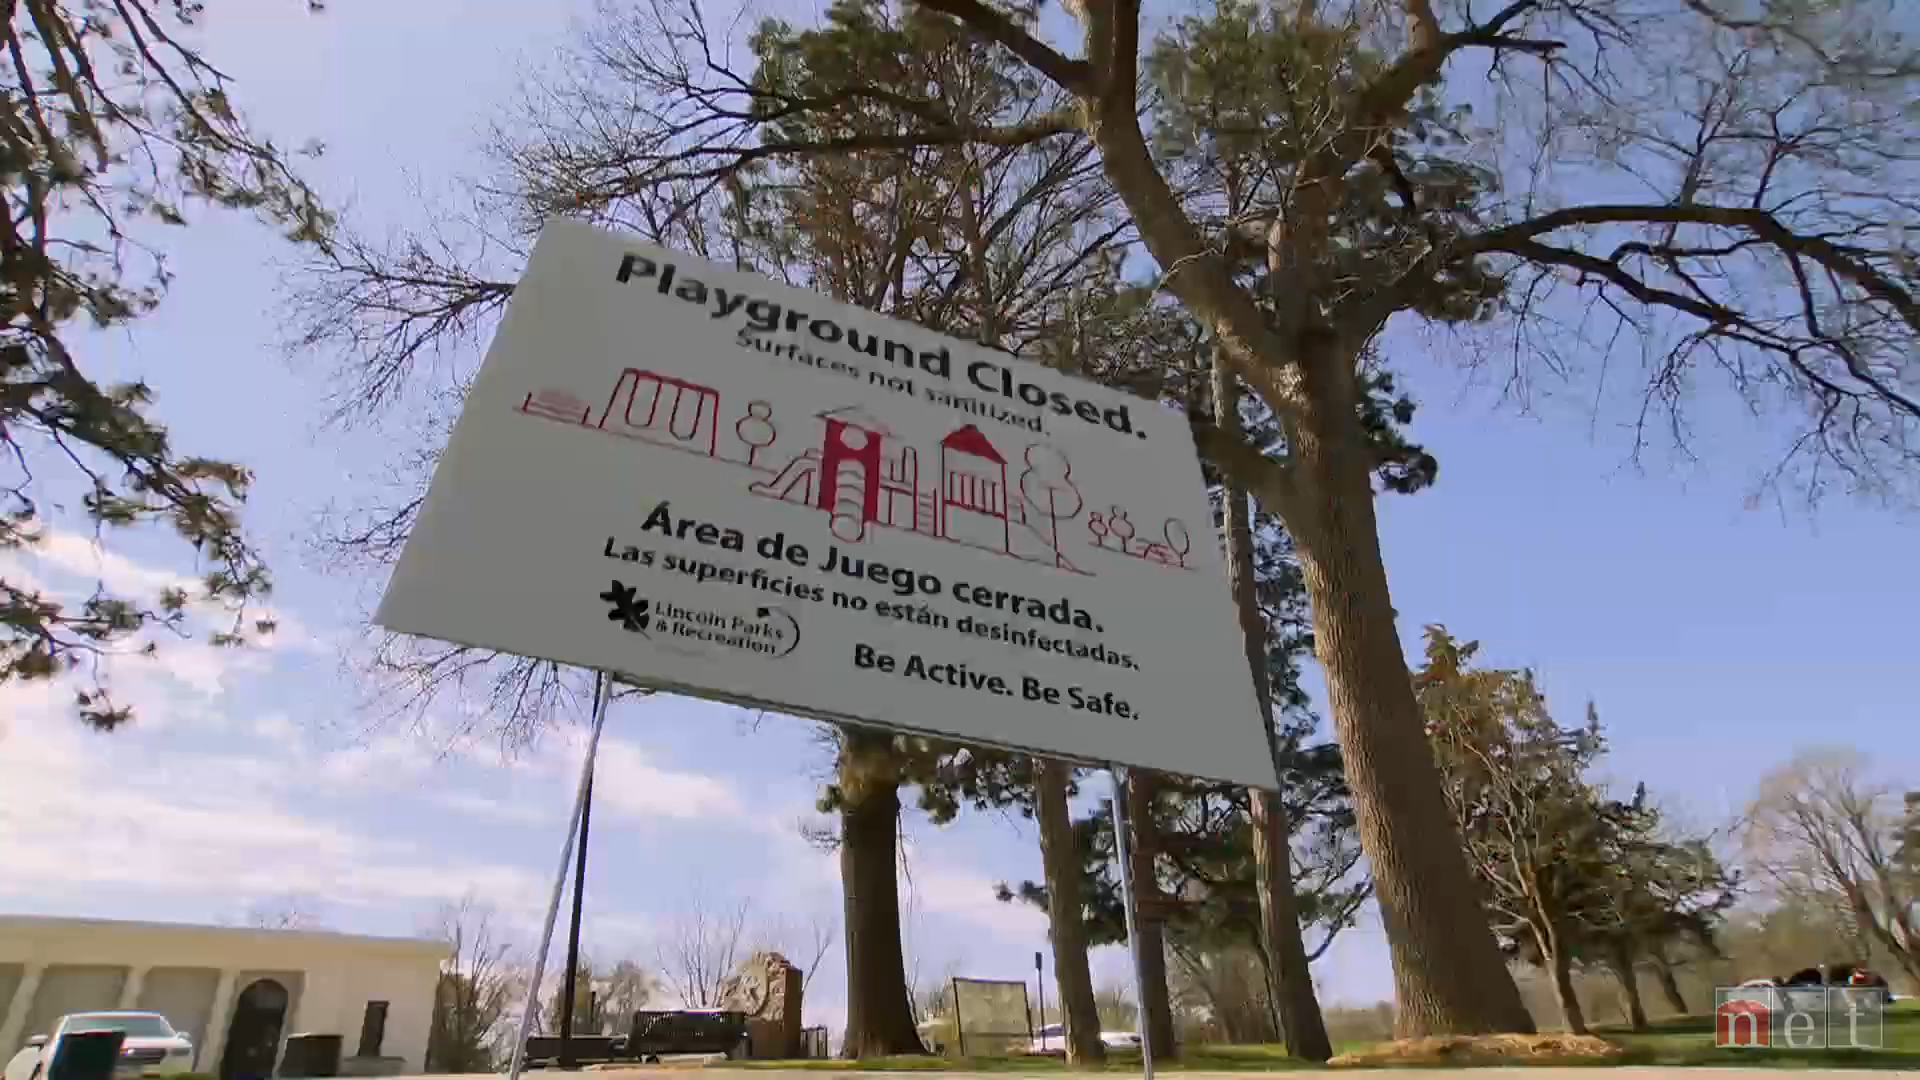 Playground Closed.
Surfaces not sanitized.
Área de Juego cerrada.
Las superficies no están desinfectadas.
Lincoln Parks
& Recreation
Be Active. Be Safe.
net